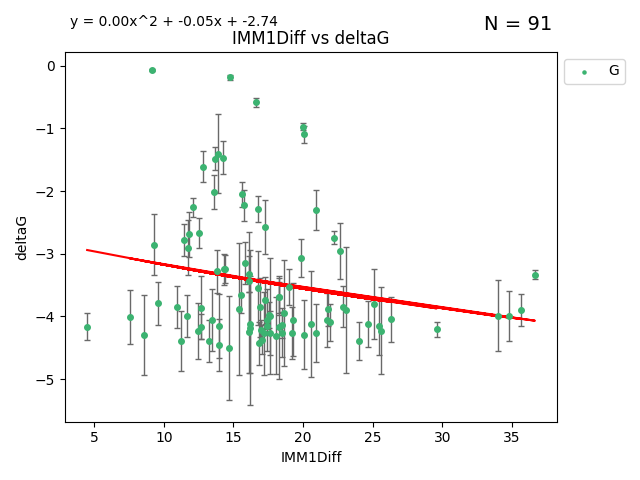 y = 0.00x^2 + -0.05x + -2.74
N = 91
IMM1Diff vs deltaG
G
deltaG
0
−1
−2
−3
−4
−5
5 10 15 20 25 30 35
IMM1Diff